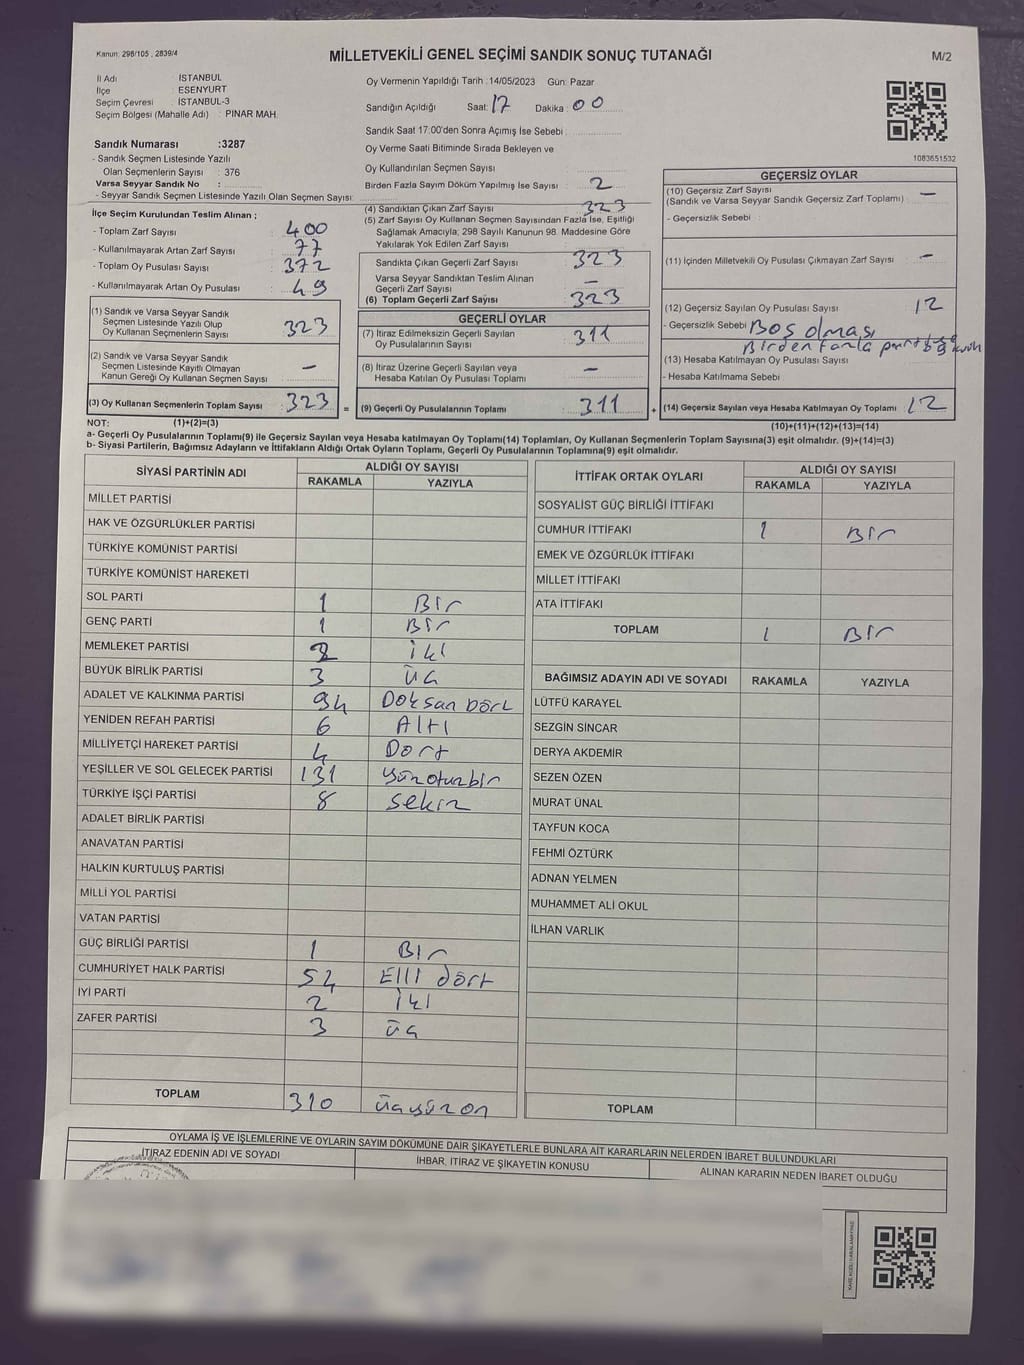 Kanun: 298/105 , 2839/4
MİLLETVEKİLİ GENEL SEÇİMİ SANDIK SONUÇ TUTANAĞI
M/2
İl Adı : İSTANBUL
İlçe : ESENYURT
Seçim Çevresi : İSTANBUL-3
Seçim Bölgesi (Mahalle Adı) : PINAR MAH.
Oy Vermenin Yapıldığı Tarih :14/05/2023 Gün: Pazar
Sandığın Açıldığı Saat: 17 Dakika : 00
Sandık Saat 17:00'den Sonra Açımış İse Sebebi :
Oy Verme Saati Bitiminde Sırada Bekleyen ve
Oy Kullandırılan Seçmen Sayısı :
Birden Fazla Sayım Döküm Yapılmış İse Sayısı : 2
1083651532
Sandık Numarası :3287
- Sandık Seçmen Listesinde Yazılı
Olan Seçmenlerin Sayısı : 376
Varsa Seyyar Sandık No :
- Seyyar Sandık Seçmen Listesinde Yazılı Olan Seçmen Sayısı:
İlçe Seçim Kurulundan Teslim Alınan ;
- Toplam Zarf Sayısı : 400
- Kullanılmayarak Artan Zarf Sayısı : 77
- Toplam Oy Pusulası Sayısı : 372
- Kullanılmayarak Artan Oy Pusulası : 49
(1) Sandık ve Varsa Seyyar Sandık
Seçmen Listesinde Yazılı Olup
Oy Kullanan Seçmenlerin Sayısı : 323
(2) Sandık ve Varsa Seyyar Sandık
Seçmen Listesinde Kayıtlı Olmayan
Kanun Gereği Oy Kullanan Seçmen Sayısı : -
(3) Oy Kullanan Seçmenlerin Toplam Sayısı : 323
(4) Sandıktan Çıkan Zarf Sayısı : 323
(5) Zarf Sayısı Oy Kullanan Seçmen Sayısından Fazla İse, Eşitliği
Sağlamak Amacıyla; 298 Sayılı Kanunun 98. Maddesine Göre
Yakılarak Yok Edilen Zarf Sayısı :
Sandıkta Çıkan Geçerli Zarf Sayısı : 323
Varsa Seyyar Sandıktan Teslim Alınan
Geçerli Zarf Sayısı : -
(6) Toplam Geçerli Zarf Sayısı : 323
GEÇERLİ OYLAR
(7) İtiraz Edilmeksizin Geçerli Sayılan
Oy Pusulalarının Sayısı : 311
(8) İtiraz Üzerine Geçerli Sayılan veya
Hesaba Katılan Oy Pusulası Toplamı : -
= (9) Geçerli Oy Pusulalarının Toplamı : 311
GEÇERSİZ OYLAR
(10) Geçersiz Zarf Sayısı
(Sandık ve Varsa Seyyar Sandık Geçersiz Zarf Toplamı) : -
- Geçersizlik Sebebi :
(11) İçinden Milletvekili Oy Pusulası Çıkmayan Zarf Sayısı : -
(12) Geçersiz Sayılan Oy Pusulası Sayısı : 12
- Geçersizlik Sebebi : Boş olması
Birden fazla
(13) Hesaba Katılmayan Oy Pusulası Sayısı
- Hesaba Katılmama Sebebi
+ (14) Geçersiz Sayılan veya Hesaba Katılmayan Oy Toplamı : 12
NOT: (1)+(2)=(3)
(10)+(11)+(12)+(13)=(14)
a- Geçerli Oy Pusulalarının Toplamı(9) ile Geçersiz Sayılan veya Hesaba katılmayan Oy Toplamı(14) Toplamları, Oy Kullanan Seçmenlerin Toplam Sayısına(3) eşit olmalıdır. (9)+(14)=(3)
b- Siyasi Partilerin, Bağımsız Adayların ve İttifakların Aldığı Ortak Oyların Toplamı, Geçerli Oy Pusulalarının Toplamına(9) eşit olmalıdır.
SİYASİ PARTİNİN ADI ALDIĞI OY SAYISI
RAKAMLA YAZIYLA
MİLLET PARTİSİ
HAK VE ÖZGÜRLÜKLER PARTİSİ
TÜRKİYE KOMÜNİST PARTİSİ
TÜRKİYE KOMÜNİST HAREKETİ
SOL PARTİ 1 Bir
GENÇ PARTİ 1 Bir
MEMLEKET PARTİSİ 2 iki
BÜYÜK BİRLİK PARTİSİ 3 üç
ADALET VE KALKINMA PARTİSİ 94 Doksan Dört
YENİDEN REFAH PARTİSİ 6 Altı
MİLLİYETÇİ HAREKET PARTİSİ 4 Dört
YEŞİLLER VE SOL GELECEK PARTİSİ 131 yüzotuzbir
TÜRKİYE İŞÇİ PARTİSİ 8 sekiz
ADALET BİRLİK PARTİSİ
ANAVATAN PARTİSİ
HALKIN KURTULUŞ PARTİSİ
MİLLİ YOL PARTİSİ
VATAN PARTİSİ
GÜÇ BİRLİĞİ PARTİSİ 1 Bir
CUMHURİYET HALK PARTİSİ 54 Elli dört
İYİ PARTİ 2 iki
ZAFER PARTİSİ 3 üç
TOPLAM 310 üçyüzon
İTTİFAK ORTAK OYLARI ALDIĞI OY SAYISI
RAKAMLA YAZIYLA
SOSYALİST GÜÇ BİRLİĞİ İTTİFAKI
CUMHUR İTTİFAKI 1 Bir
EMEK VE ÖZGÜRLÜK İTTİFAKI
MİLLET İTTİFAKI
ATA İTTİFAKI
TOPLAM 1 Bir
BAĞIMSIZ ADAYIN ADI VE SOYADI RAKAMLA YAZIYLA
LÜTFÜ KARAYEL
SEZGİN SİNCAR
DERYA AKDEMİR
SEZEN ÖZEN
MURAT ÜNAL
TAYFUN KOCA
FEHMİ ÖZTÜRK
ADNAN YELMEN
MUHAMMET ALİ OKUL
İLHAN VARLIK
TOPLAM
OYLAMA İŞ VE İŞLEMLERİNE VE OYLARIN SAYIM DÖKÜMÜNE DAİR ŞİKAYETLERLE BUNLARA AİT KARARLARIN NELERDEN İBARET BULUNDUKLARI
İTİRAZ EDENİN ADI VE SOYADI
İHBAR, İTİRAZ VE ŞİKAYETİN KONUSU
ALINAN KARARIN NEDEN İBARET OLDUĞU
KARE KODU KARALAMAYINIZ